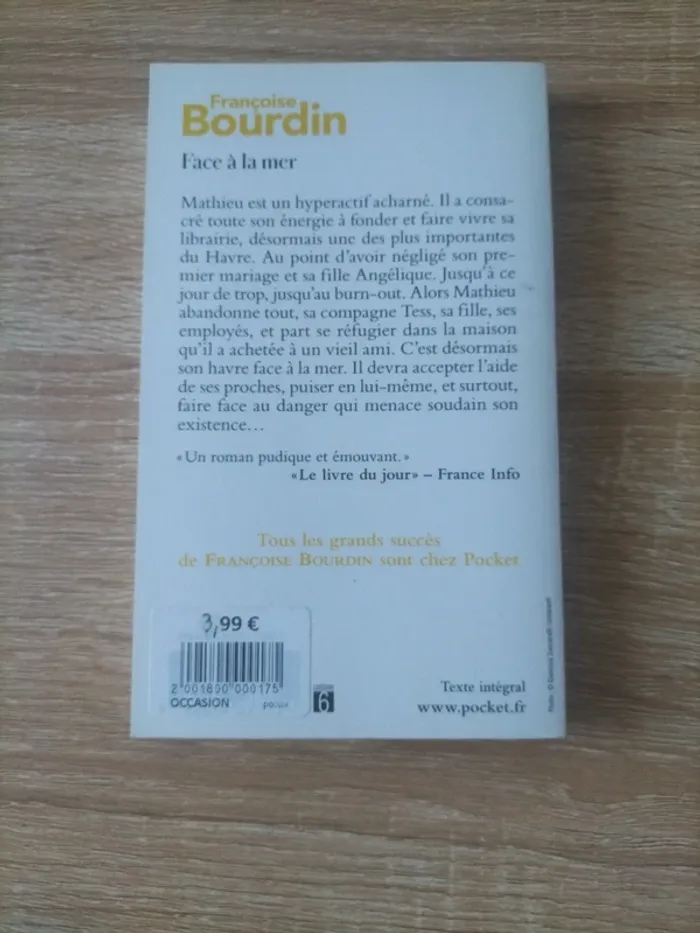 Françoise
Bourdin
Face à la mer
Mathieu est un hyperactif acharné. Il a consa-
cré toute son énergie à fonder et faire vivre sa
librairie, désormais une des plus importantes
du Havre. Au point d'avoir négligé son pre-
mier mariage et sa fille Angélique. Jusqu'à ce
jour de trop, jusqu'au burn-out. Alors Mathieu
abandonne tout, sa compagne Tess, sa fille, ses
employés, et part se réfugier dans la maison
qu'il a achetée à un vieil ami. C'est désormais
son havre face à la mer. Il devra accepter l'aide
de ses proches, puiser en lui-même, et surtout,
faire face au danger qui menace soudain son
existence…
« Un roman pudique et émouvant. »
«Le livre du jour» – France Info
Tous les grands succès
de Françoise Bourdin sont chez Pocket
3,99 €
2 001800 000175
OCCASION
6
Texte intégral
www.pocket.fr